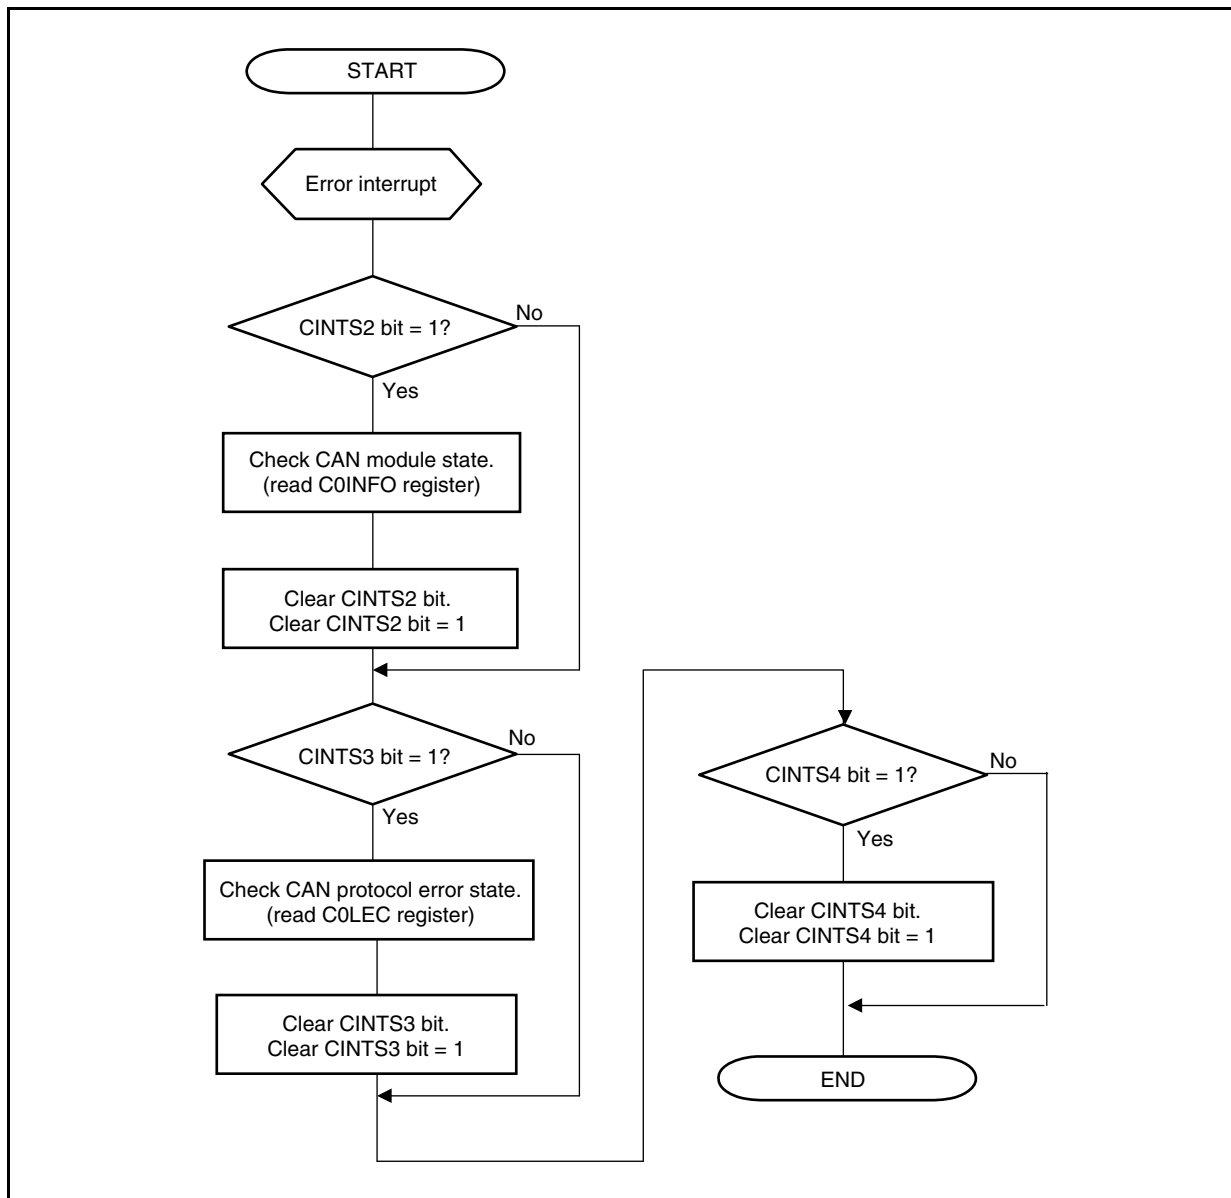 START
Error interrupt
CINTS2 bit = 1?
No
Yes
Check CAN module state.
(read C0INFO register)
Clear CINTS2 bit.
Clear CINTS2 bit = 1
CINTS3 bit = 1?
No
Yes
Check CAN protocol error state.
(read C0LEC register)
Clear CINTS3 bit.
Clear CINTS3 bit = 1
CINTS4 bit = 1?
No
Yes
Clear CINTS4 bit.
Clear CINTS4 bit = 1
END